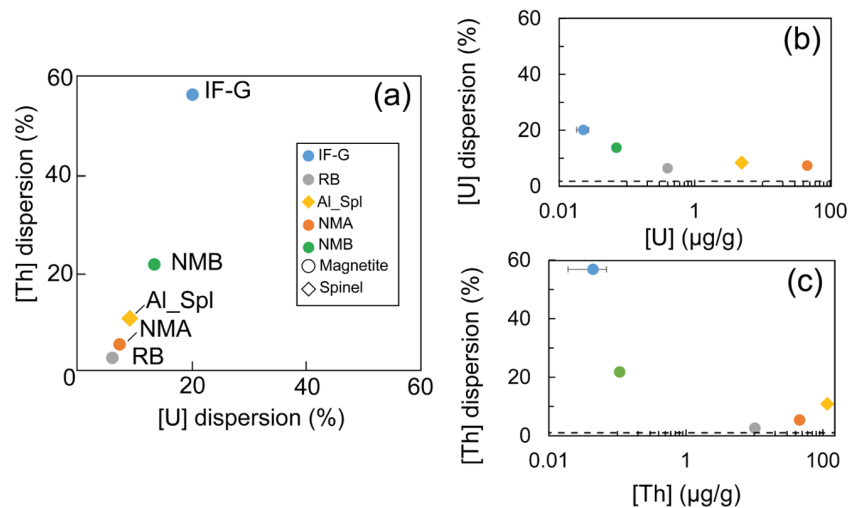 (a)
60
40
20
0
20
40
60
[Th] dispersion (%)
[U] dispersion (%)
IF-G
NMB
Al_Spl
NMA
RB
IF-G
RB
Al_Spl
NMA
NMB
Magnetite
Spinel
(b)
60
40
20
0
0.01
1
100
[U] dispersion (%)
[U] (µg/g)
(c)
60
40
20
0
0.01
1
100
[Th] dispersion (%)
[Th] (µg/g)